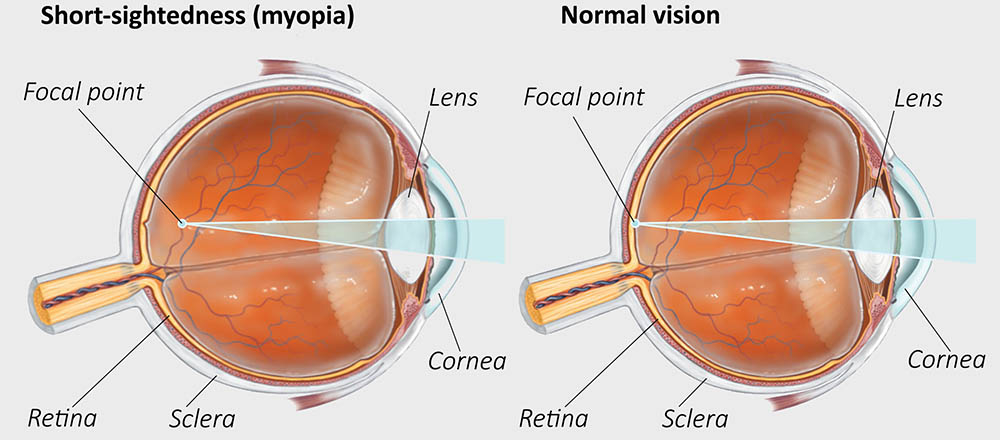 Short-sightedness (myopia)
Focal point
Lens
Cornea
Retina
Sclera
Normal vision
Focal point
Lens
Cornea
Retina
Sclera